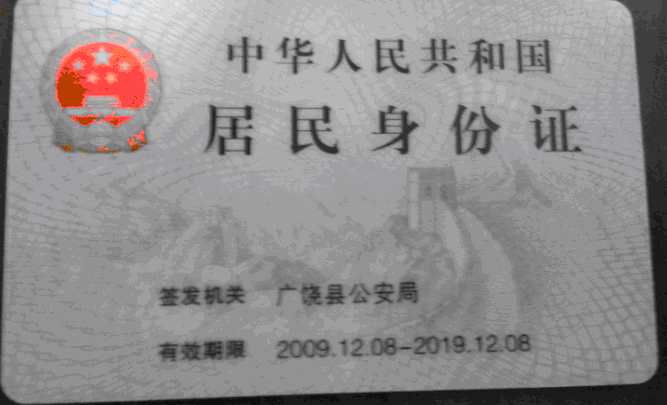 中华人民共和国
居民身份证
签发机关 广饶县公安局
有效期限 2009.12.08-2019.12.08